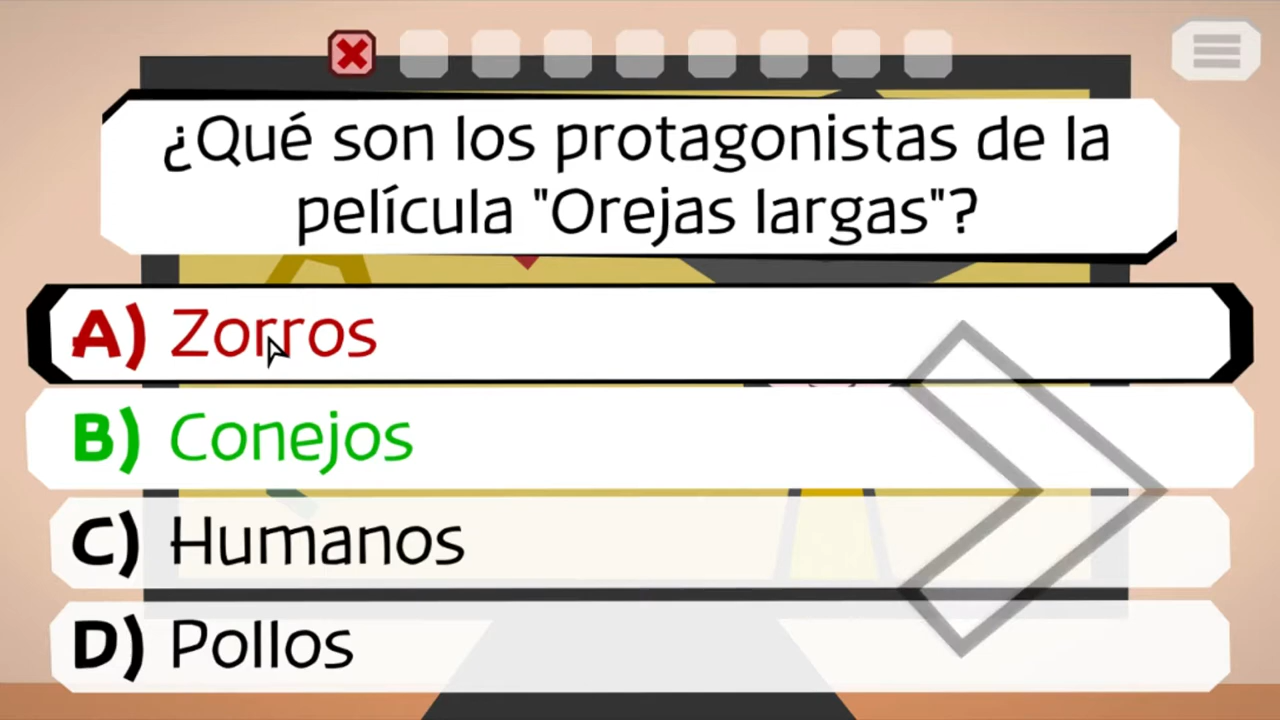 ¿Qué son los protagonistas de la
película "Orejas largas"?
A) Zorros
B) Conejos
C) Humanos
D) Pollos